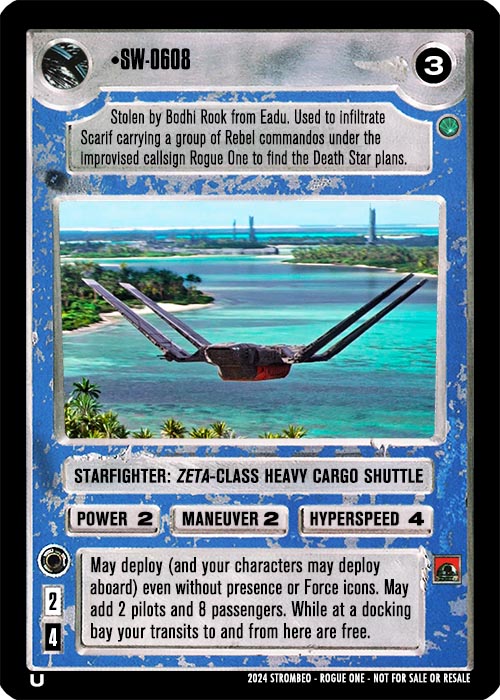 •SW-0608
3
Stolen by Bodhi Rook from Eadu. Used to infiltrate
Scarif carrying a group of Rebel commandos under the
improvised callsign Rogue One to find the Death Star plans.
STARFIGHTER: ZETA-CLASS HEAVY CARGO SHUTTLE
POWER 2 MANEUVER 2 HYPERSPEED 4
May deploy (and your characters may deploy
aboard) even without presence or Force icons. May
add 2 pilots and 8 passengers. While at a docking
bay your transits to and from here are free.
2
4
U
2024 STROMBEO - ROGUE ONE - NOT FOR SALE OR RESALE